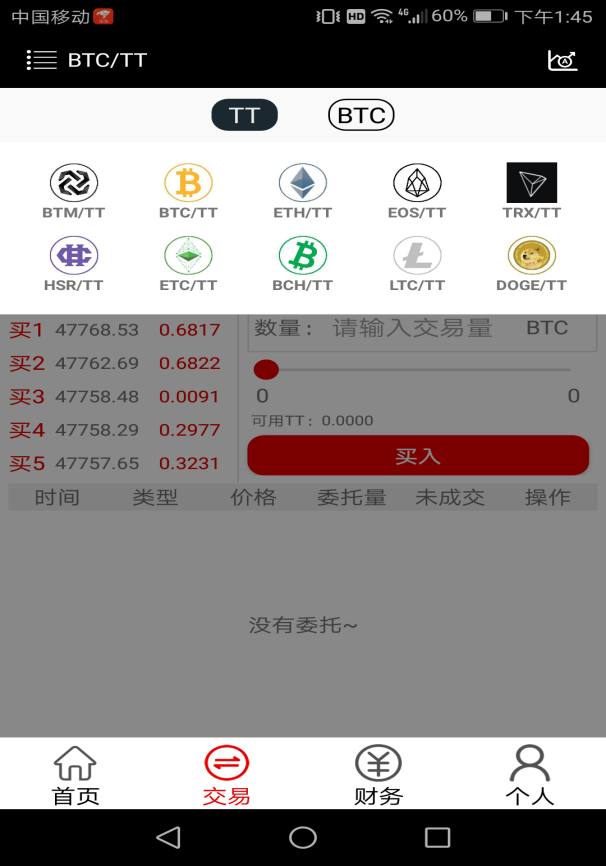 中国移动 HD 4G 60% 下午1:45
BTC/TT
TT BTC
BTM/TT BTC/TT ETH/TT EOS/TT TRX/TT
HSR/TT ETC/TT BCH/TT LTC/TT DOGE/TT
买1 47768.53 0.6817 数量： 请输入交易量 BTC
买2 47762.69 0.6822
买3 47758.48 0.0091 0 0
买4 47758.29 0.2977 可用TT：0.0000
买5 47757.65 0.3231 买入
时间 类型 价格 委托量 未成交 操作
没有委托~
首页 交易 财务 个人